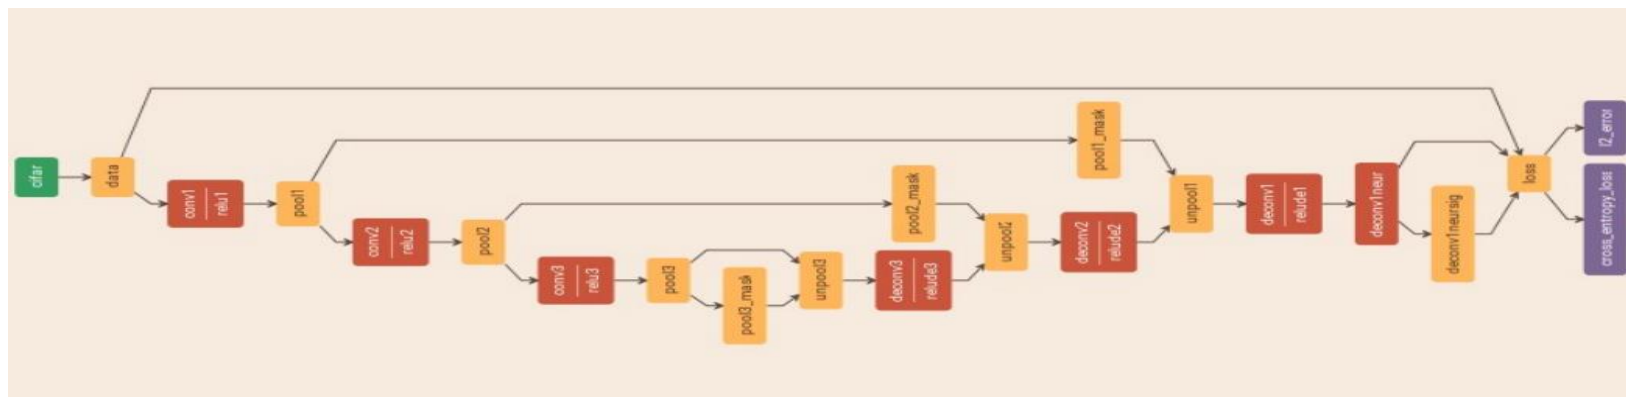 cifar
data
conv1
relu1
pool1
conv2
relu2
pool2
conv3
relu3
pool3
pool3_mask
unpool3
deconv3
relude3
pool2_mask
unpool2
deconv2
relude2
pool1_mask
unpool1
deconv1
relude1
deconv1neur
deconv1neursig
loss
l2_error
cross_entropy_loss